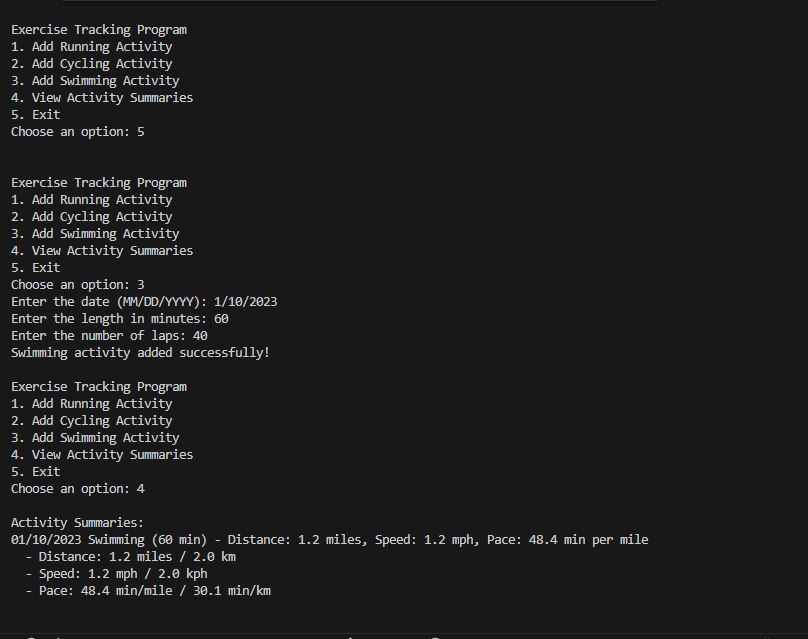 Exercise Tracking Program
1. Add Running Activity
2. Add Cycling Activity
3. Add Swimming Activity
4. View Activity Summaries
5. Exit
Choose an option: 5
Exercise Tracking Program
1. Add Running Activity
2. Add Cycling Activity
3. Add Swimming Activity
4. View Activity Summaries
5. Exit
Choose an option: 3
Enter the date (MM/DD/YYYY): 1/10/2023
Enter the length in minutes: 60
Enter the number of laps: 40
Swimming activity added successfully!
Exercise Tracking Program
1. Add Running Activity
2. Add Cycling Activity
3. Add Swimming Activity
4. View Activity Summaries
5. Exit
Choose an option: 4
Activity Summaries:
01/10/2023 Swimming (60 min) - Distance: 1.2 miles, Speed: 1.2 mph, Pace: 48.4 min per mile
- Distance: 1.2 miles / 2.0 km
- Speed: 1.2 mph / 2.0 kph
- Pace: 48.4 min/mile / 30.1 min/km